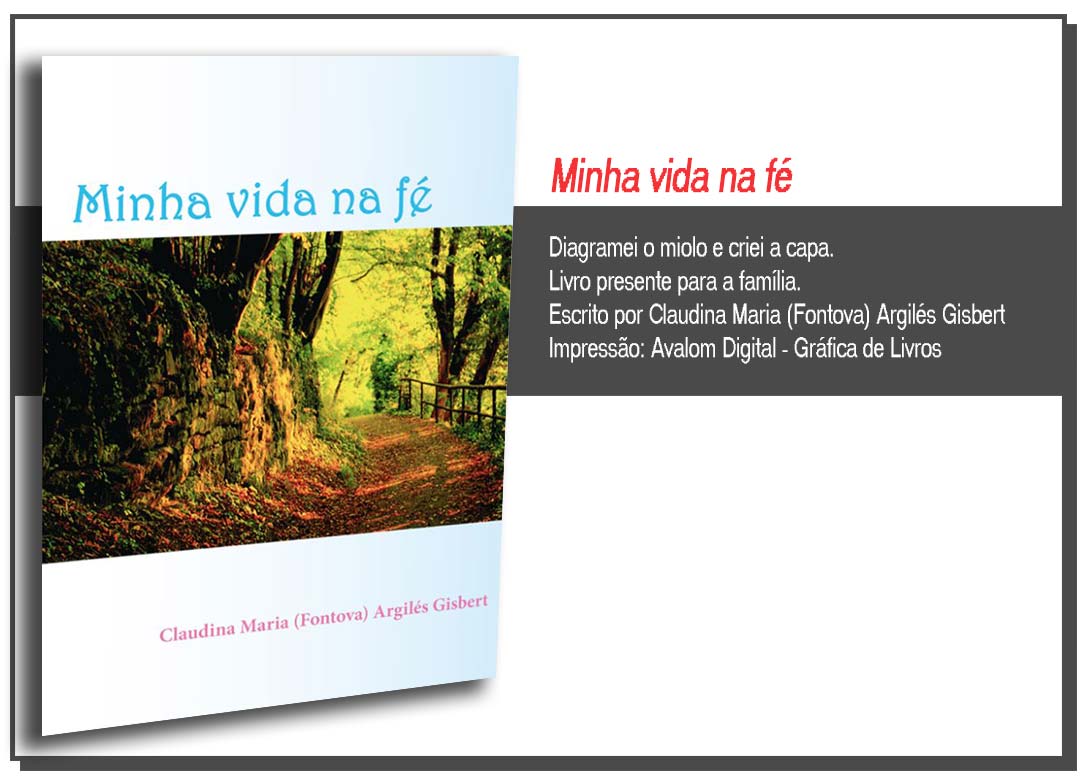 Minha vida na fé
Claudina Maria (Fontova) Argilés Gisbert
Minha vida na fé
Diagramei o miolo e criei a capa.
Livro presente para a família.
Escrito por Claudina Maria (Fontova) Argilés Gisbert
Impressão: Avalom Digital - Gráfica de Livros